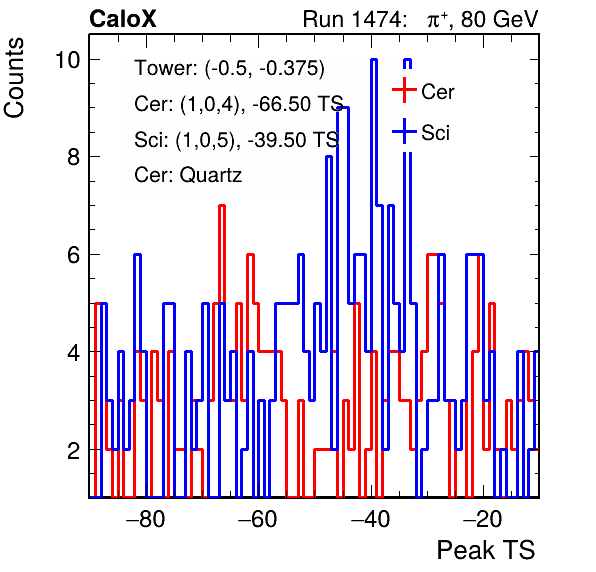 CaloX Run 1474: π⁺, 80 GeV
Counts
Tower: (-0.5, -0.375)
Cer: (1,0,4), -66.50 TS
Sci: (1,0,5), -39.50 TS
Cer: Quartz
Cer
Sci
10
8
6
4
2
−80 −60 −40 −20
Peak TS